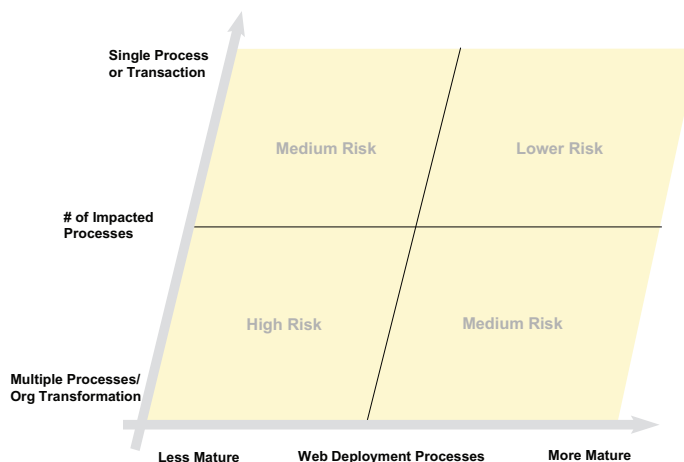 Single Process
or Transaction
Medium Risk
Lower Risk
# of Impacted
Processes
High Risk
Medium Risk
Multiple Processes/
Org Transformation
Less Mature
Web Deployment Processes
More Mature